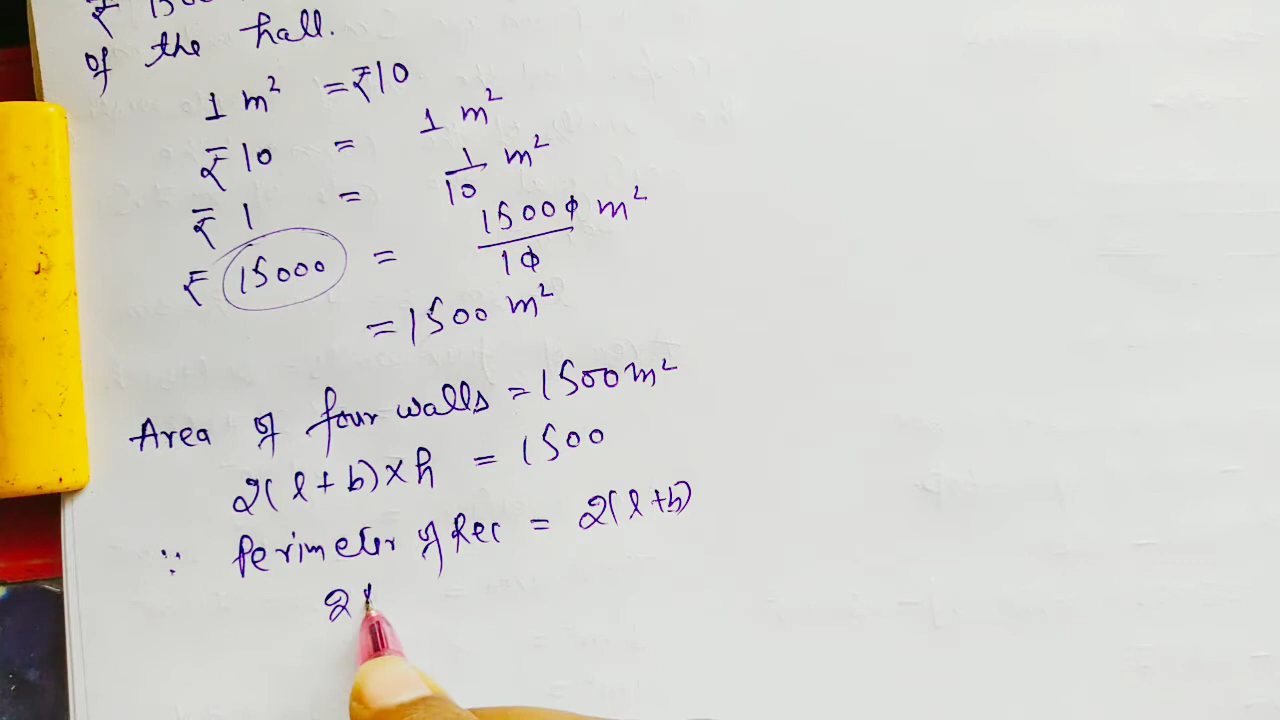 ₹ 1500
of the hall.
1 m² = ₹10
₹ 10 = 1 m²
₹ 1 = 1/10 m²
₹ 15000 = 15000/10 m²
= 1500 m²
Area of four walls = 1500 m²
2(l+b)×h = 1500
∵ Perimeter of Rec = 2(l+b)
2